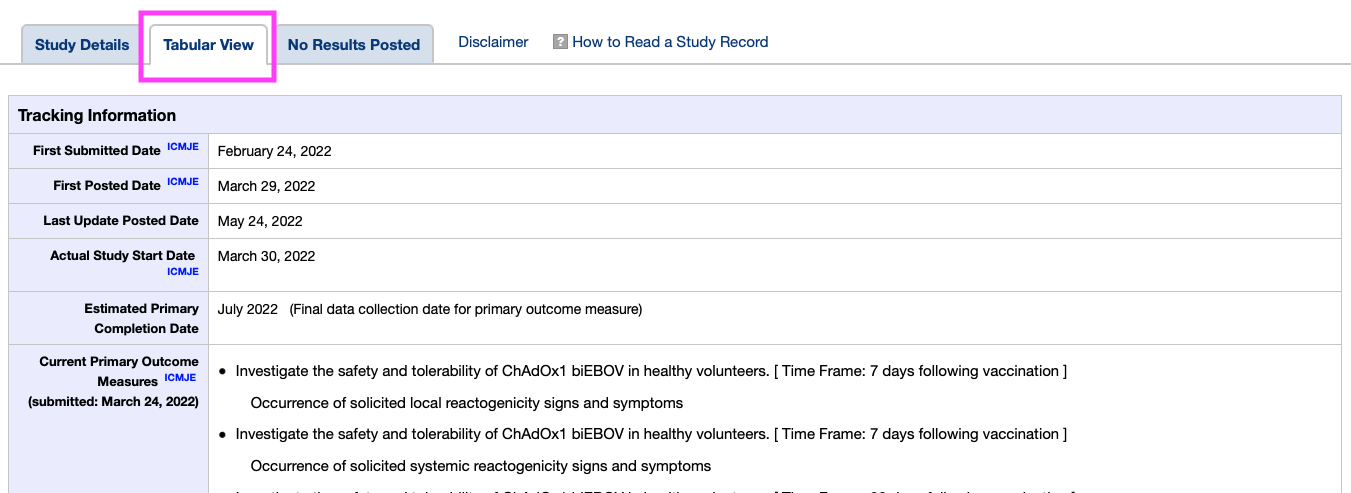 Study Details
Tabular View
No Results Posted
Disclaimer
? How to Read a Study Record
Tracking Information
First Submitted Date ICMJE
February 24, 2022
First Posted Date ICMJE
March 29, 2022
Last Update Posted Date
May 24, 2022
Actual Study Start Date
ICMJE
March 30, 2022
Estimated Primary
Completion Date
July 2022 (Final data collection date for primary outcome measure)
Current Primary Outcome
Measures ICMJE
(submitted: March 24, 2022)
● Investigate the safety and tolerability of ChAdOx1 biEBOV in healthy volunteers. [ Time Frame: 7 days following vaccination ]
Occurrence of solicited local reactogenicity signs and symptoms
● Investigate the safety and tolerability of ChAdOx1 biEBOV in healthy volunteers. [ Time Frame: 7 days following vaccination ]
Occurrence of solicited systemic reactogenicity signs and symptoms